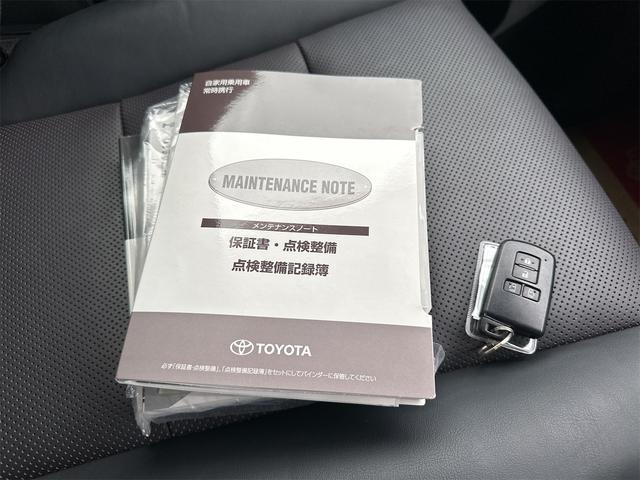 自家用乗用車
常時携行
MAINTENANCE NOTE
メンテナンスノート
保証書・点検整備
点検整備記録簿
TOYOTA
必ず「保証書・点検整備」、「点検整備記録簿」をセットにしてバインダーに保管してください